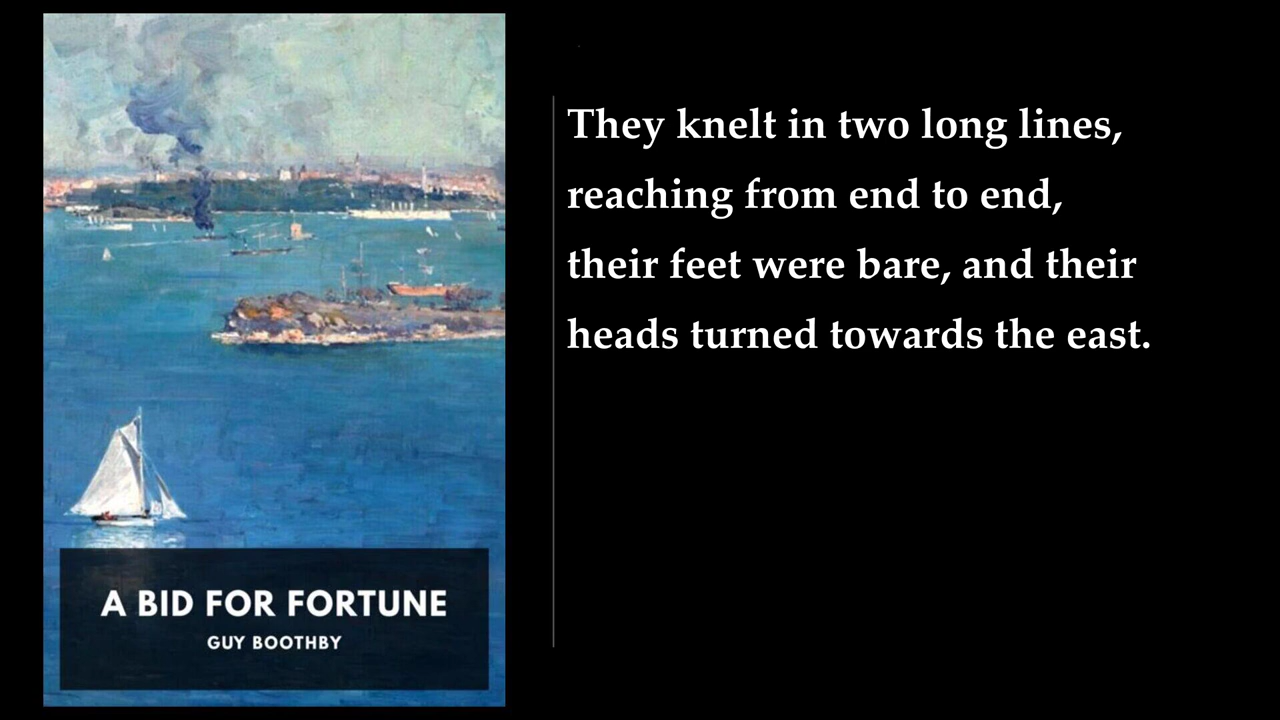 They knelt in two long lines,
reaching from end to end,
their feet were bare, and their
heads turned towards the east.
A BID FOR FORTUNE
GUY BOOTHBY